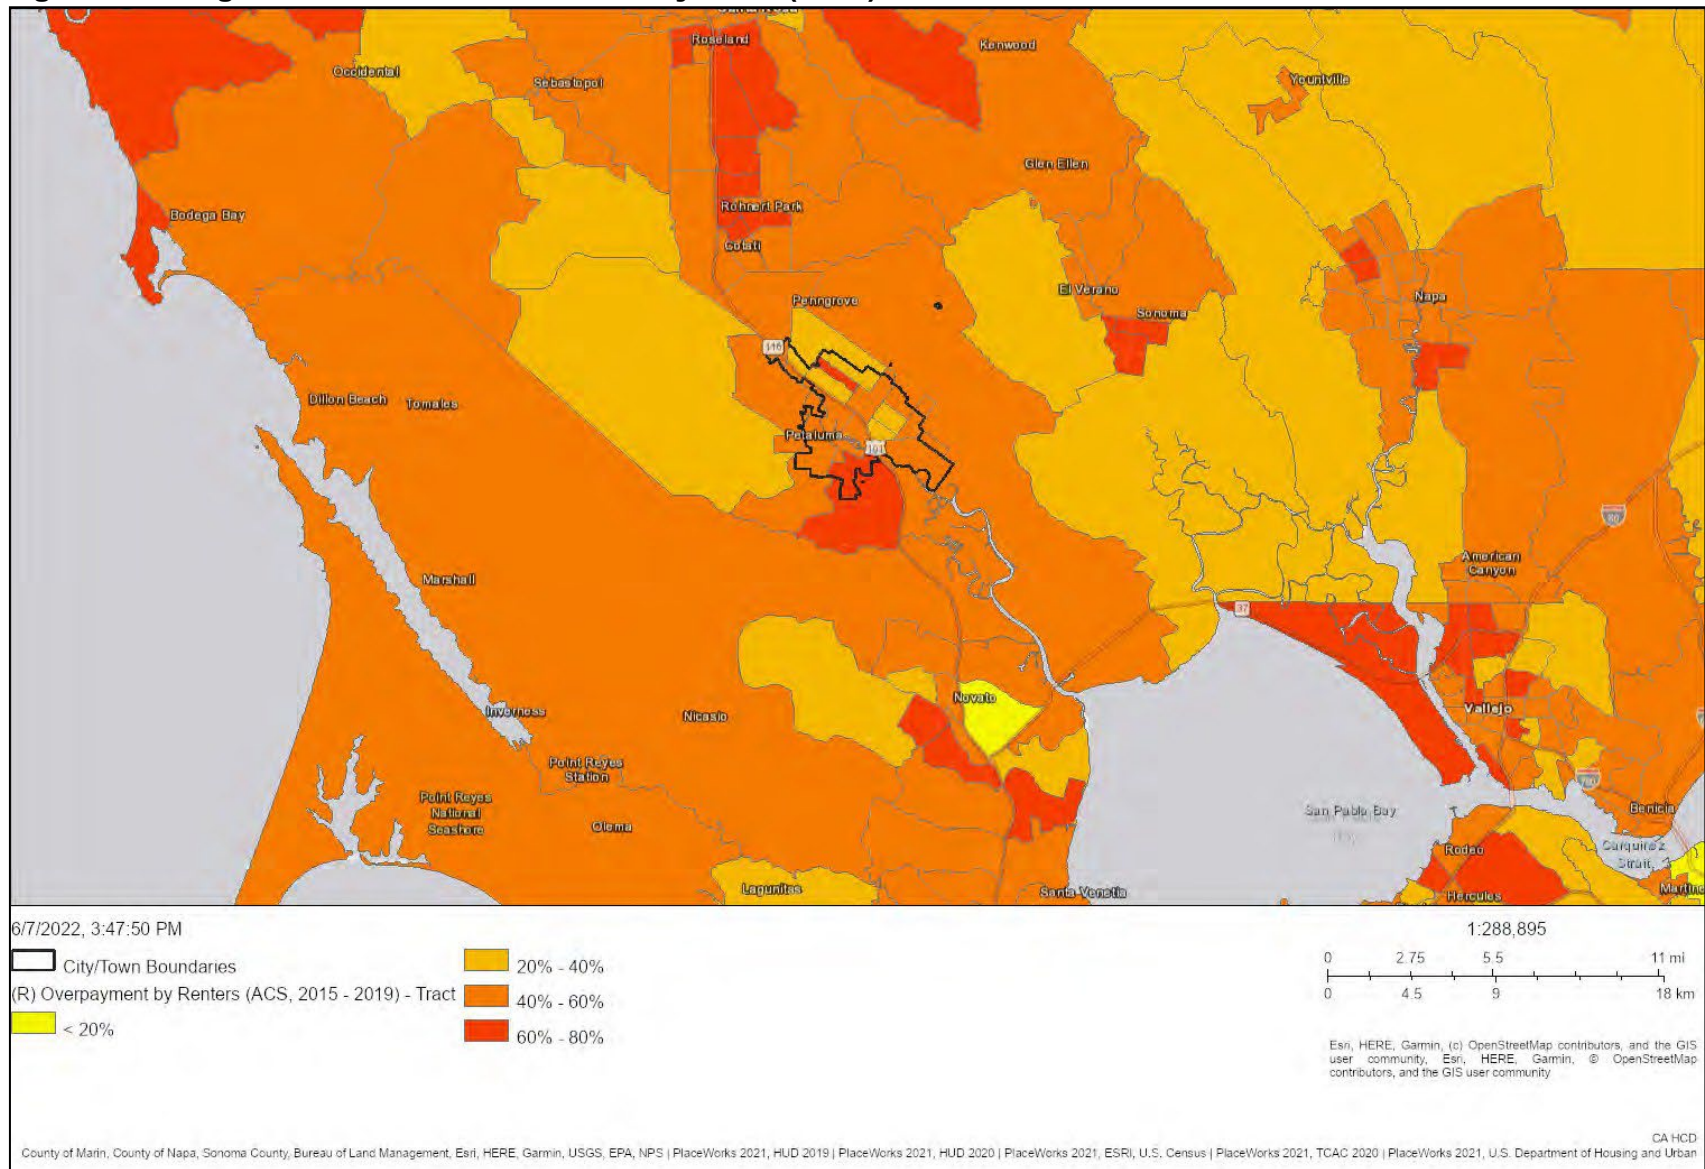 Roseland
Kenwood
Occidental
Sebastopol
Yountville
Glen Ellen
Rohnert Park
Bodega Bay
Cotati
El Verano
Penngrove
Napa
Sonoma
116
Dillon Beach
Tomales
Petaluma
101
80
American
Canyon
Marshall
37
Novato
Vallejo
Inverness
Nicasio
Point Reyes
Station
780
Point Reyes
National
Seashore
Olema
San Pablo Bay
Benicia
Rodeo
Carquinez
Strait
Lagunitas
Santa Venetia
Hercules
6/7/2022, 3:47:50 PM
City/Town Boundaries
(R) Overpayment by Renters (ACS, 2015 - 2019) - Tract
< 20%
20% - 40%
40% - 60%
60% - 80%
1:288,895
0 2.75 5.5 11 mi
0 4.5 9 18 km
Esri, HERE, Garmin, (c) OpenStreetMap contributors, and the GIS
user community, Esri, HERE, Garmin, © OpenStreetMap
contributors, and the GIS user community
CA HCD
County of Marin, County of Napa, Sonoma County, Bureau of Land Management, Esri, HERE, Garmin, USGS, EPA, NPS | PlaceWorks 2021, HUD 2019 | PlaceWorks 2021, HUD 2020 | PlaceWorks 2021, ESRI, U.S. Census | PlaceWorks 2021, TCAC 2020 | PlaceWorks 2021, U.S. Department of Housing and Urban